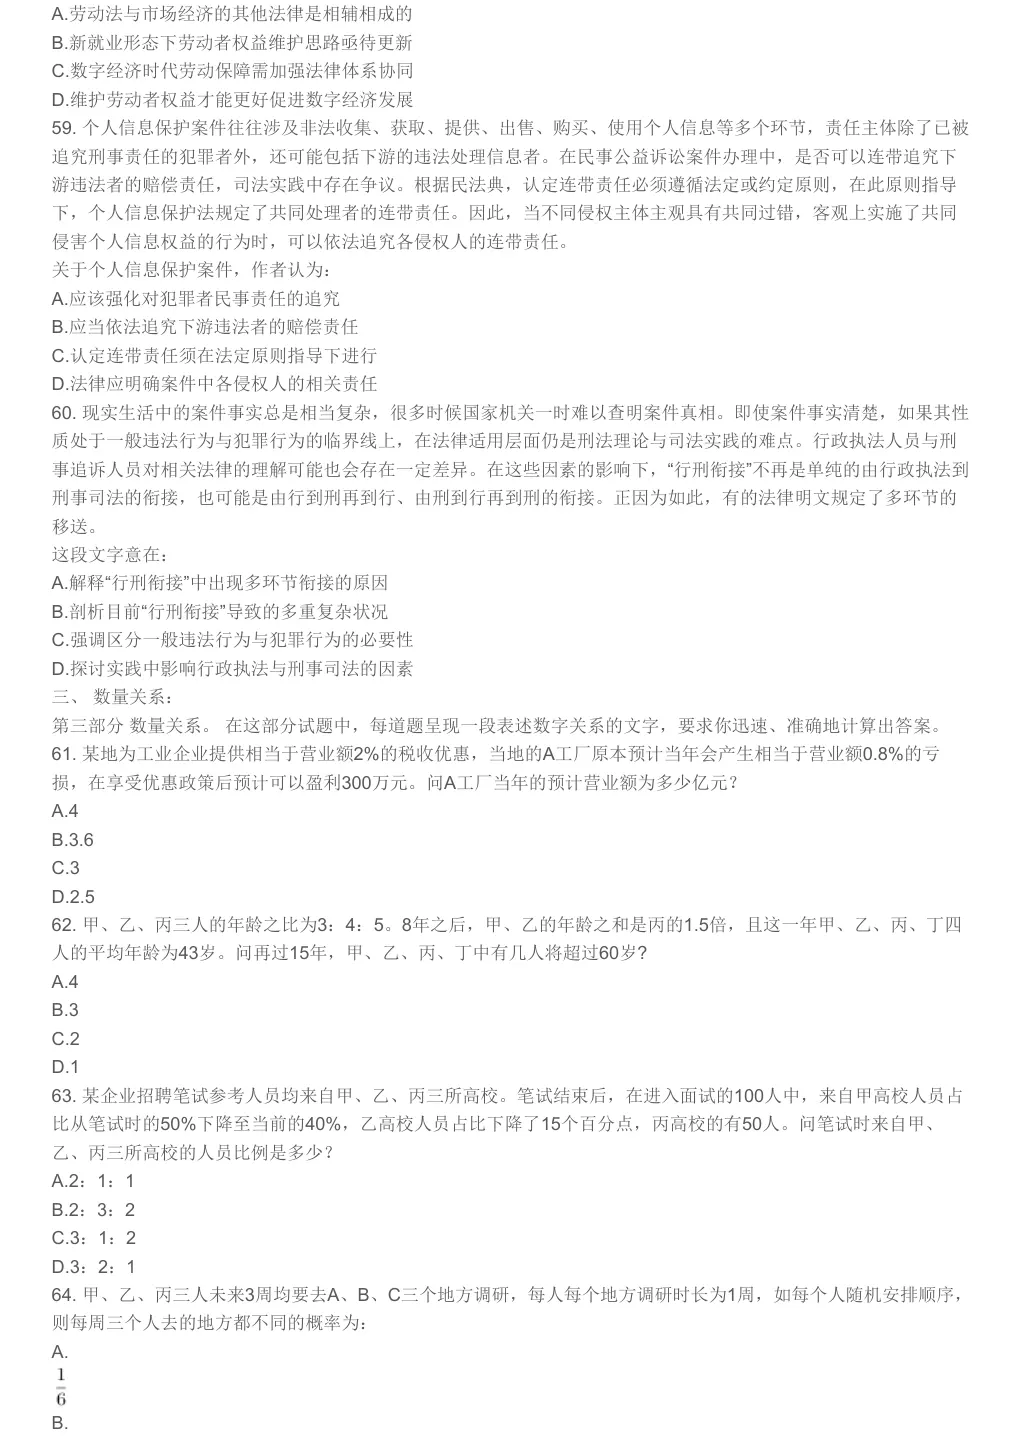 A.劳动法与市场经济的其他法律是相辅相成的
B.新就业形态下劳动者权益维护思路亟待更新
C.数字经济时代劳动保障需加强法律体系协同
D.维护劳动者权益才能更好促进数字经济发展
59. 个人信息保护案件往往涉及非法收集、获取、提供、出售、购买、使用个人信息等多个环节，责任主体除了已被
追究刑事责任的犯罪者外，还可能包括下游的违法处理信息者。在民事公益诉讼案件办理中，是否可以连带追究下
游违法者的赔偿责任，司法实践中存在争议。根据民法典，认定连带责任必须遵循法定或约定原则，在此原则指导
下，个人信息保护法规定了共同处理者的连带责任。因此，当不同侵权主体主观具有共同过错，客观上实施了共同
侵害个人信息权益的行为时，可以依法追究各侵权人的连带责任。
关于个人信息保护案件，作者认为：
A.应该强化对犯罪者民事责任的追究
B.应当依法追究下游违法者的赔偿责任
C.认定连带责任须在法定原则指导下进行
D.法律应明确案件中各侵权人的相关责任
60. 现实生活中的案件事实总是相当复杂，很多时候国家机关一时难以查明案件真相。即使案件事实清楚，如果其性
质处于一般违法行为与犯罪行为的临界线上，在法律适用层面仍是刑法理论与司法实践的难点。行政执法人员与刑
事追诉人员对相关法律的理解可能也会存在一定差异。在这些因素的影响下，“行刑衔接”不再是单纯的由行政执法到
刑事司法的衔接，也可能是由行到刑再到行、由刑到行再到刑的衔接。正因为如此，有的法律明文规定了多环节的
移送。
这段文字意在：
A.解释“行刑衔接”中出现多环节衔接的原因
B.剖析目前“行刑衔接”导致的多重复杂状况
C.强调区分一般违法行为与犯罪行为的必要性
D.探讨实践中影响行政执法与刑事司法的因素
三、 数量关系：
第三部分 数量关系。 在这部分试题中，每道题呈现一段表述数字关系的文字，要求你迅速、准确地计算出答案。
61. 某地为工业企业提供相当于营业额2%的税收优惠，当地的A工厂原本预计当年会产生相当于营业额0.8%的亏
损，在享受优惠政策后预计可以盈利300万元。问A工厂当年的预计营业额为多少亿元？
A.4
B.3.6
C.3
D.2.5
62. 甲、乙、丙三人的年龄之比为3：4：5。8年之后，甲、乙的年龄之和是丙的1.5倍，且这一年甲、乙、丙、丁四
人的平均年龄为43岁。问再过15年，甲、乙、丙、丁中有几人将超过60岁?
A.4
B.3
C.2
D.1
63. 某企业招聘笔试参考人员均来自甲、乙、丙三所高校。笔试结束后，在进入面试的100人中，来自甲高校人员占
比从笔试时的50%下降至当前的40%，乙高校人员占比下降了15个百分点，丙高校的有50人。问笔试时来自甲、
乙、丙三所高校的人员比例是多少？
A.2：1：1
B.2：3：2
C.3：1：2
D.3：2：1
64. 甲、乙、丙三人未来3周均要去A、B、C三个地方调研，每人每个地方调研时长为1周，如每个人随机安排顺序，
则每周三个人去的地方都不同的概率为：
A.
1
6
B.